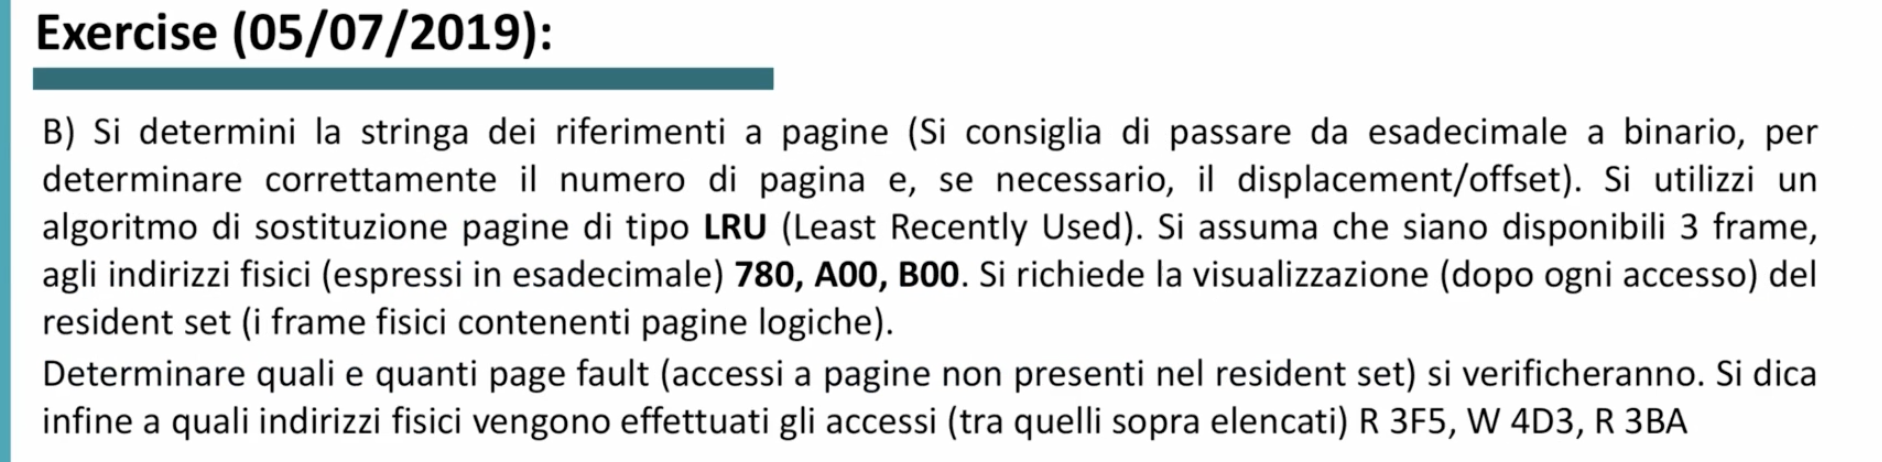 Exercise (05/07/2019):
B) Si determini la stringa dei riferimenti a pagine (Si consiglia di passare da esadecimale a binario, per
determinare correttamente il numero di pagina e, se necessario, il displacement/offset). Si utilizzi un
algoritmo di sostituzione pagine di tipo LRU (Least Recently Used). Si assuma che siano disponibili 3 frame,
agli indirizzi fisici (espressi in esadecimale) 780, A00, B00. Si richiede la visualizzazione (dopo ogni accesso) del
resident set (i frame fisici contenenti pagine logiche).
Determinare quali e quanti page fault (accessi a pagine non presenti nel resident set) si verificheranno. Si dica
infine a quali indirizzi fisici vengono effettuati gli accessi (tra quelli sopra elencati) R 3F5, W 4D3, R 3BA